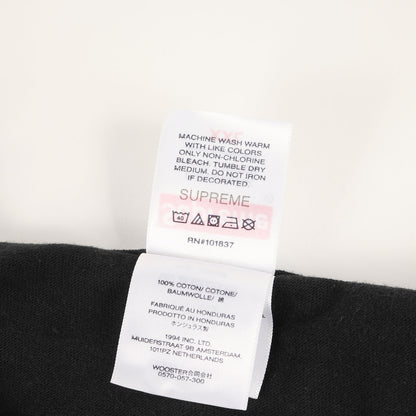 MACHINE WASH WARM
WITH LIKE COLORS
ONLY NON-CHLORINE
BLEACH. TUMBLE DRY
MEDIUM. DO NOT IRON
IF DECORATED.
SUPREME
40
RN#101837
100% COTON/ COTONE/
BAUMWOLLE/ 綿
FABRIQUÉ AU HONDURAS
PRODOTTO IN HONDURAS
ホンジュラス製
1994 INC. LTD.
MUIDERSTRAAT 9B AMSTERDAM,
1011PZ NETHERLANDS
WOOSTER合同会社
0570-057-300